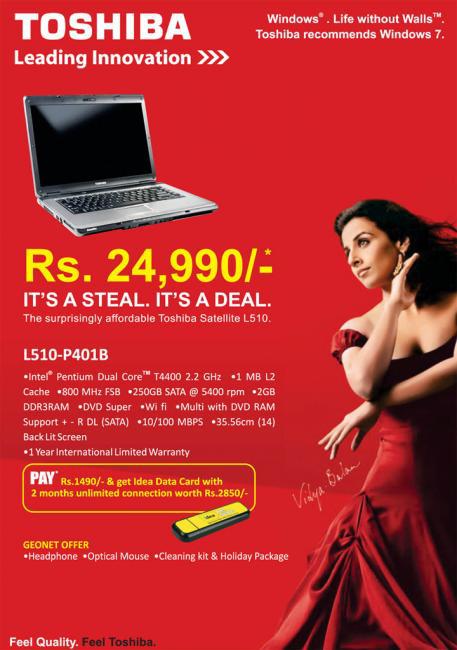 TOSHIBA
Leading Innovation >>>
Windows® . Life without Walls™.
Toshiba recommends Windows 7.
Rs. 24,990/-*
IT'S A STEAL. IT'S A DEAL.
The surprisingly affordable Toshiba Satellite L510.
L510-P401B
•Intel® Pentium Dual Core™ T4400 2.2 GHz •1 MB L2
Cache •800 MHz FSB •250GB SATA @ 5400 rpm •2GB
DDR3RAM •DVD Super •Wi fi •Multi with DVD RAM
Support + - R DL (SATA) •10/100 MBPS •35.56cm (14)
Back Lit Screen
•1 Year International Limited Warranty
PAY* Rs.1490/- & get Idea Data Card with
2 months unlimited connection worth Rs.2850/-
idea
Vidya Balan
GEONET OFFER
•Headphone •Optical Mouse •Cleaning kit & Holiday Package
Feel Quality. Feel Toshiba.